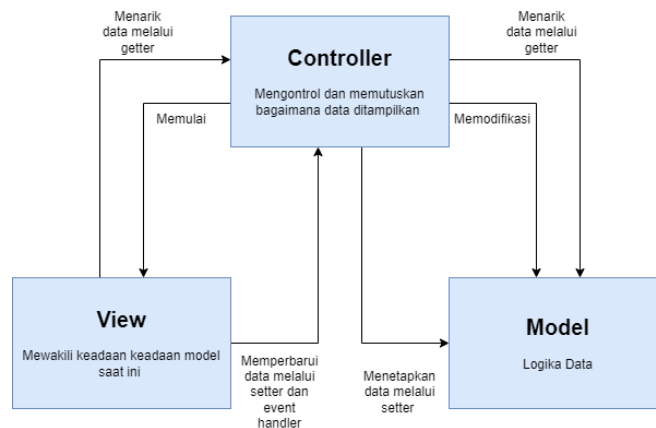 Menarik
data melalui
getter
Controller
Mengontrol dan memutuskan
bagaimana data ditampilkan
Menarik
data melalui
getter
Memulai
Memodifikasi
View
Mewakili keadaan keadaan model
saat ini
Memperbarui
data melalui
setter dan
event
handler
Menetapkan
data melalui
setter
Model
Logika Data